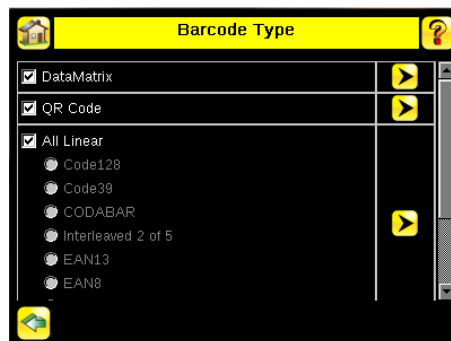 Barcode Type
?
DataMatrix
QR Code
All Linear
Code128
Code39
CODABAR
Interleaved 2 of 5
EAN13
EAN8